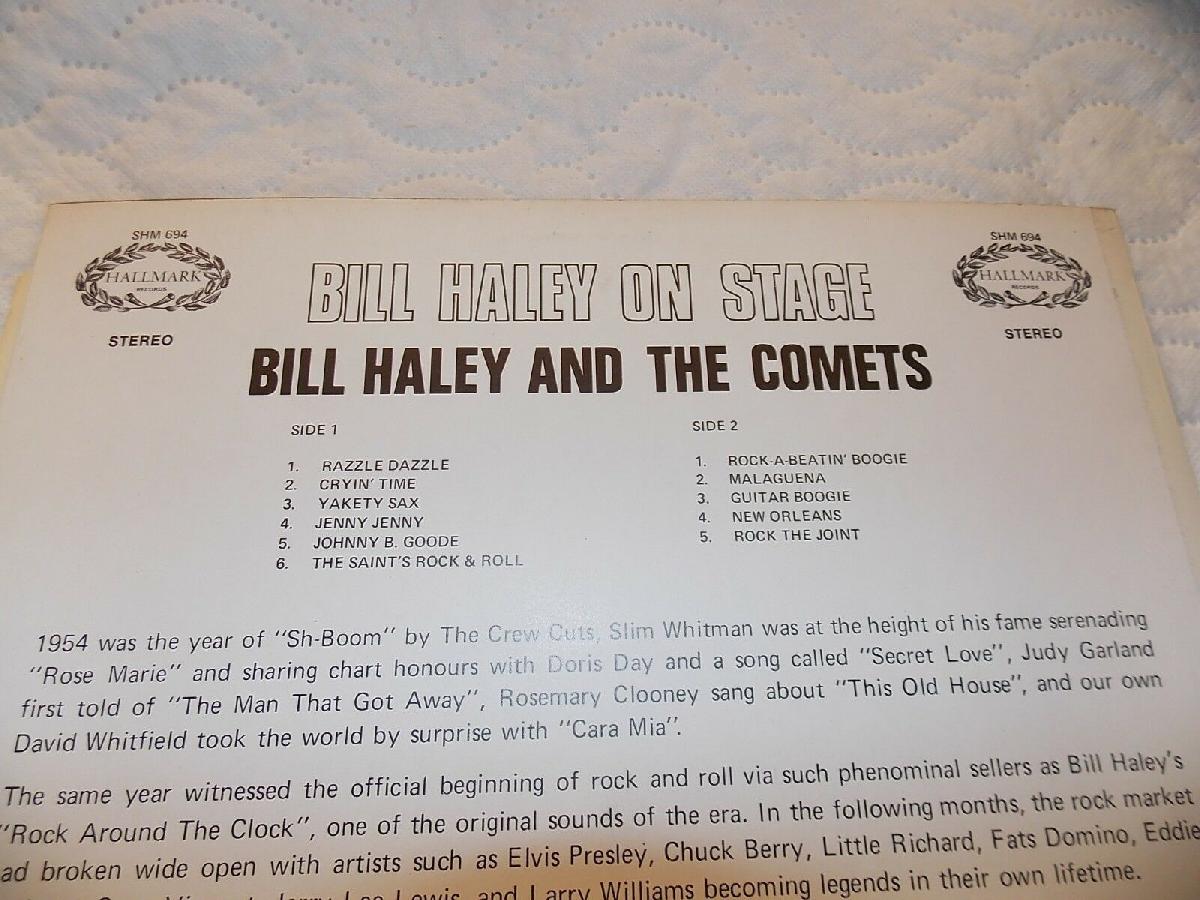 SHM 694
HALLMARK
RECORDS
STEREO
SHM 694
HALLMARK
RECORDS
STEREO
BILL HALEY ON STAGE
BILL HALEY AND THE COMETS
SIDE 1
1. RAZZLE DAZZLE
2. CRYIN' TIME
3. YAKETY SAX
4. JENNY JENNY
5. JOHNNY B. GOODE
6. THE SAINT'S ROCK & ROLL
SIDE 2
1. ROCK-A-BEATIN' BOOGIE
2. MALAGUENA
3. GUITAR BOOGIE
4. NEW ORLEANS
5. ROCK THE JOINT
1954 was the year of "Sh-Boom" by The Crew Cuts, Slim Whitman was at the height of his fame serenading
"Rose Marie" and sharing chart honours with Doris Day and a song called "Secret Love", Judy Garland
first told of "The Man That Got Away", Rosemary Clooney sang about "This Old House", and our own
David Whitfield took the world by surprise with "Cara Mia".
The same year witnessed the official beginning of rock and roll via such phenominal sellers as Bill Haley's
"Rock Around The Clock", one of the original sounds of the era. In the following months, the rock market
ad broken wide open with artists such as Elvis Presley, Chuck Berry, Little Richard, Fats Domino, Eddie
Lewis, and Larry Williams becoming legends in their own lifetime.